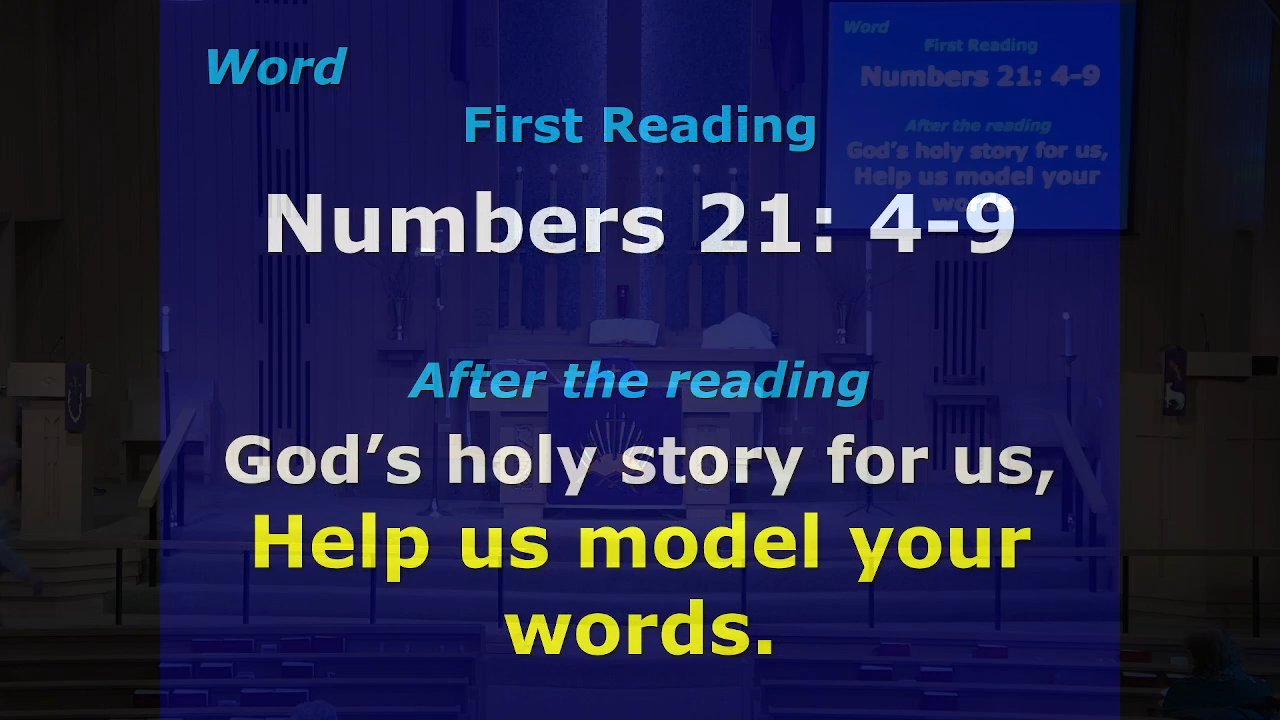 Word
First Reading
Numbers 21: 4-9
After the reading
God’s holy story for us,
Help us model your
words.
Word
First Reading
Numbers 21: 4-9
After the reading
God’s holy story for us,
Help us model your